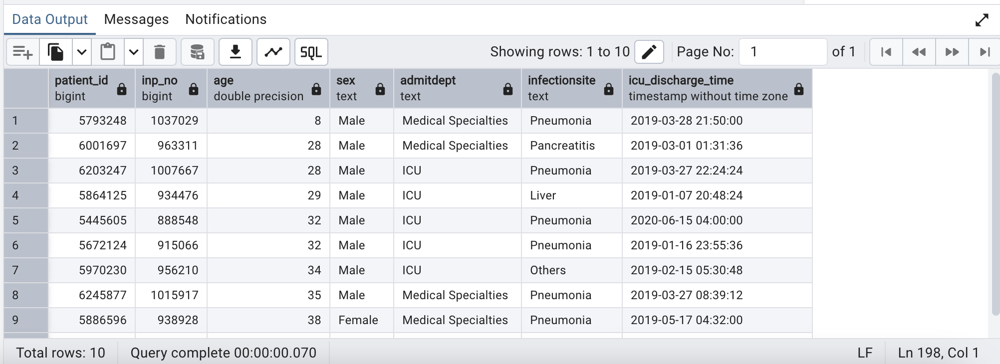 Data Output Messages Notifications
SQL Showing rows: 1 to 10 Page No: 1 of 1
patient_id inp_no age sex admitdept infectionsite icu_discharge_time
bigint bigint double precision text text text timestamp without time zone
1 5793248 1037029 8 Male Medical Specialties Pneumonia 2019-03-28 21:50:00
2 6001697 963311 28 Male Medical Specialties Pancreatitis 2019-03-01 01:31:36
3 6203247 1007667 28 Male ICU Pneumonia 2019-03-27 22:24:24
4 5864125 934476 29 Male ICU Liver 2019-01-07 20:48:24
5 5445605 888548 32 Male ICU Pneumonia 2020-06-15 04:00:00
6 5672124 915066 32 Male ICU Pneumonia 2019-01-16 23:55:36
7 5970230 956210 34 Male ICU Others 2019-02-15 05:30:48
8 6245877 1015917 35 Male Medical Specialties Pneumonia 2019-03-27 08:39:12
9 5886596 938928 38 Female Medical Specialties Pneumonia 2019-05-17 04:32:00
Total rows: 10 Query complete 00:00:00.070 LF Ln 198, Col 1